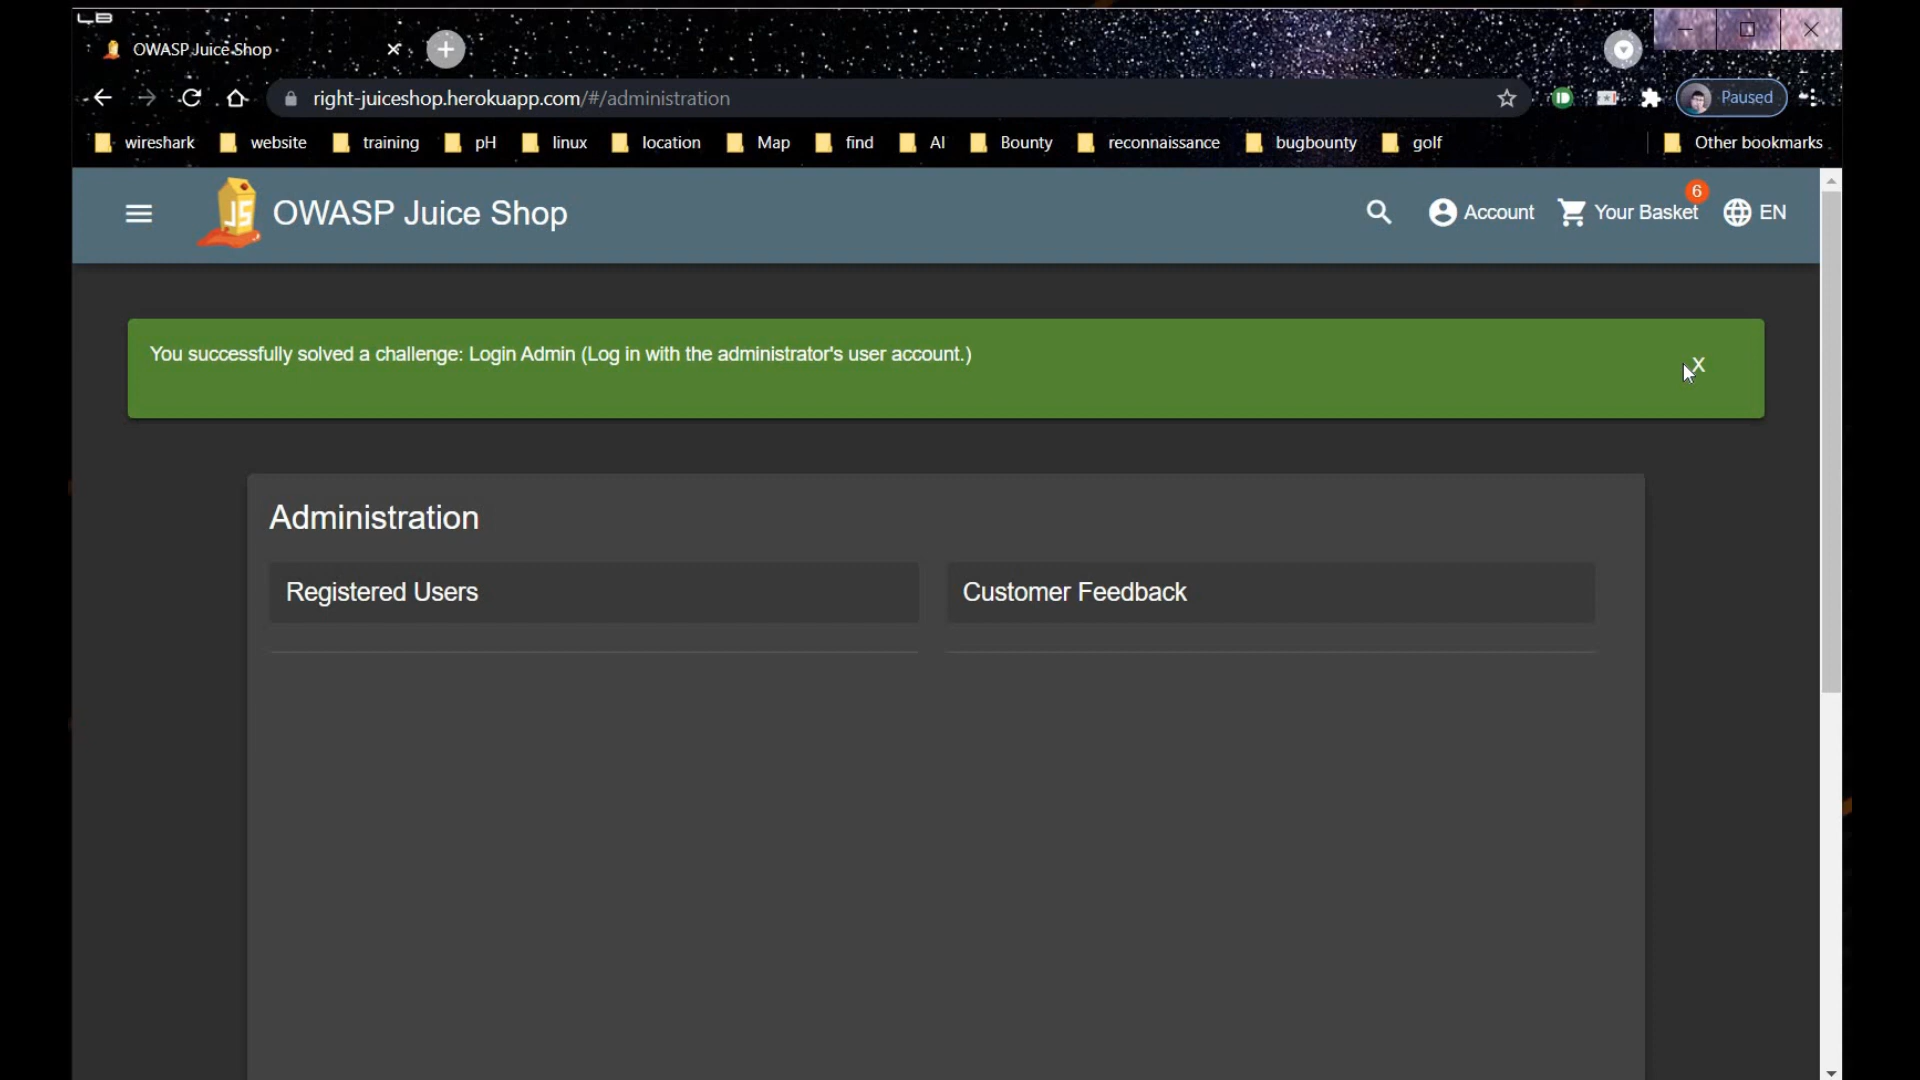 OWASP Juice Shop
right-juiceshop.herokuapp.com/#/administration
Paused
wireshark website training pH linux location Map find AI Bounty reconnaissance bugbounty golf Other bookmarks
JS OWASP Juice Shop Account Your Basket 6 EN
You successfully solved a challenge: Login Admin (Log in with the administrator's user account.)
X
Administration
Registered Users
Customer Feedback